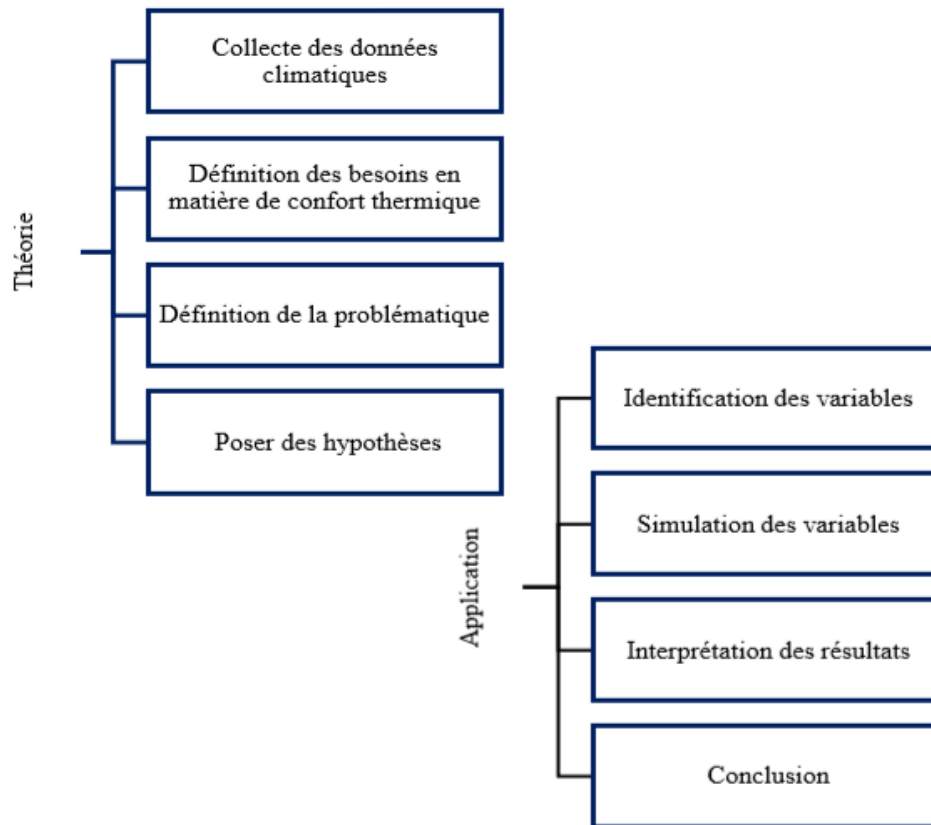 Théorie
Collecte des données
climatiques
Définition des besoins en
matière de confort thermique
Définition de la problématique
Poser des hypothèses
Application
Identification des variables
Simulation des variables
Interprétation des résultats
Conclusion